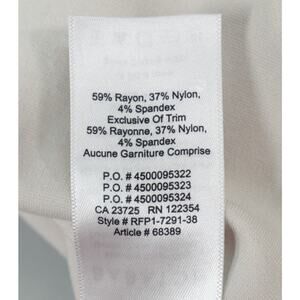 59% Rayon, 37% Nylon,
4% Spandex
Exclusive Of Trim
59% Rayonne, 37% Nylon,
4% Spandex
Aucune Garniture Comprise
P.O. # 4500095322
P.O. # 4500095323
P.O. # 4500095324
CA 23725 RN 122354
Style # RFP1-7291-38
Article # 68389